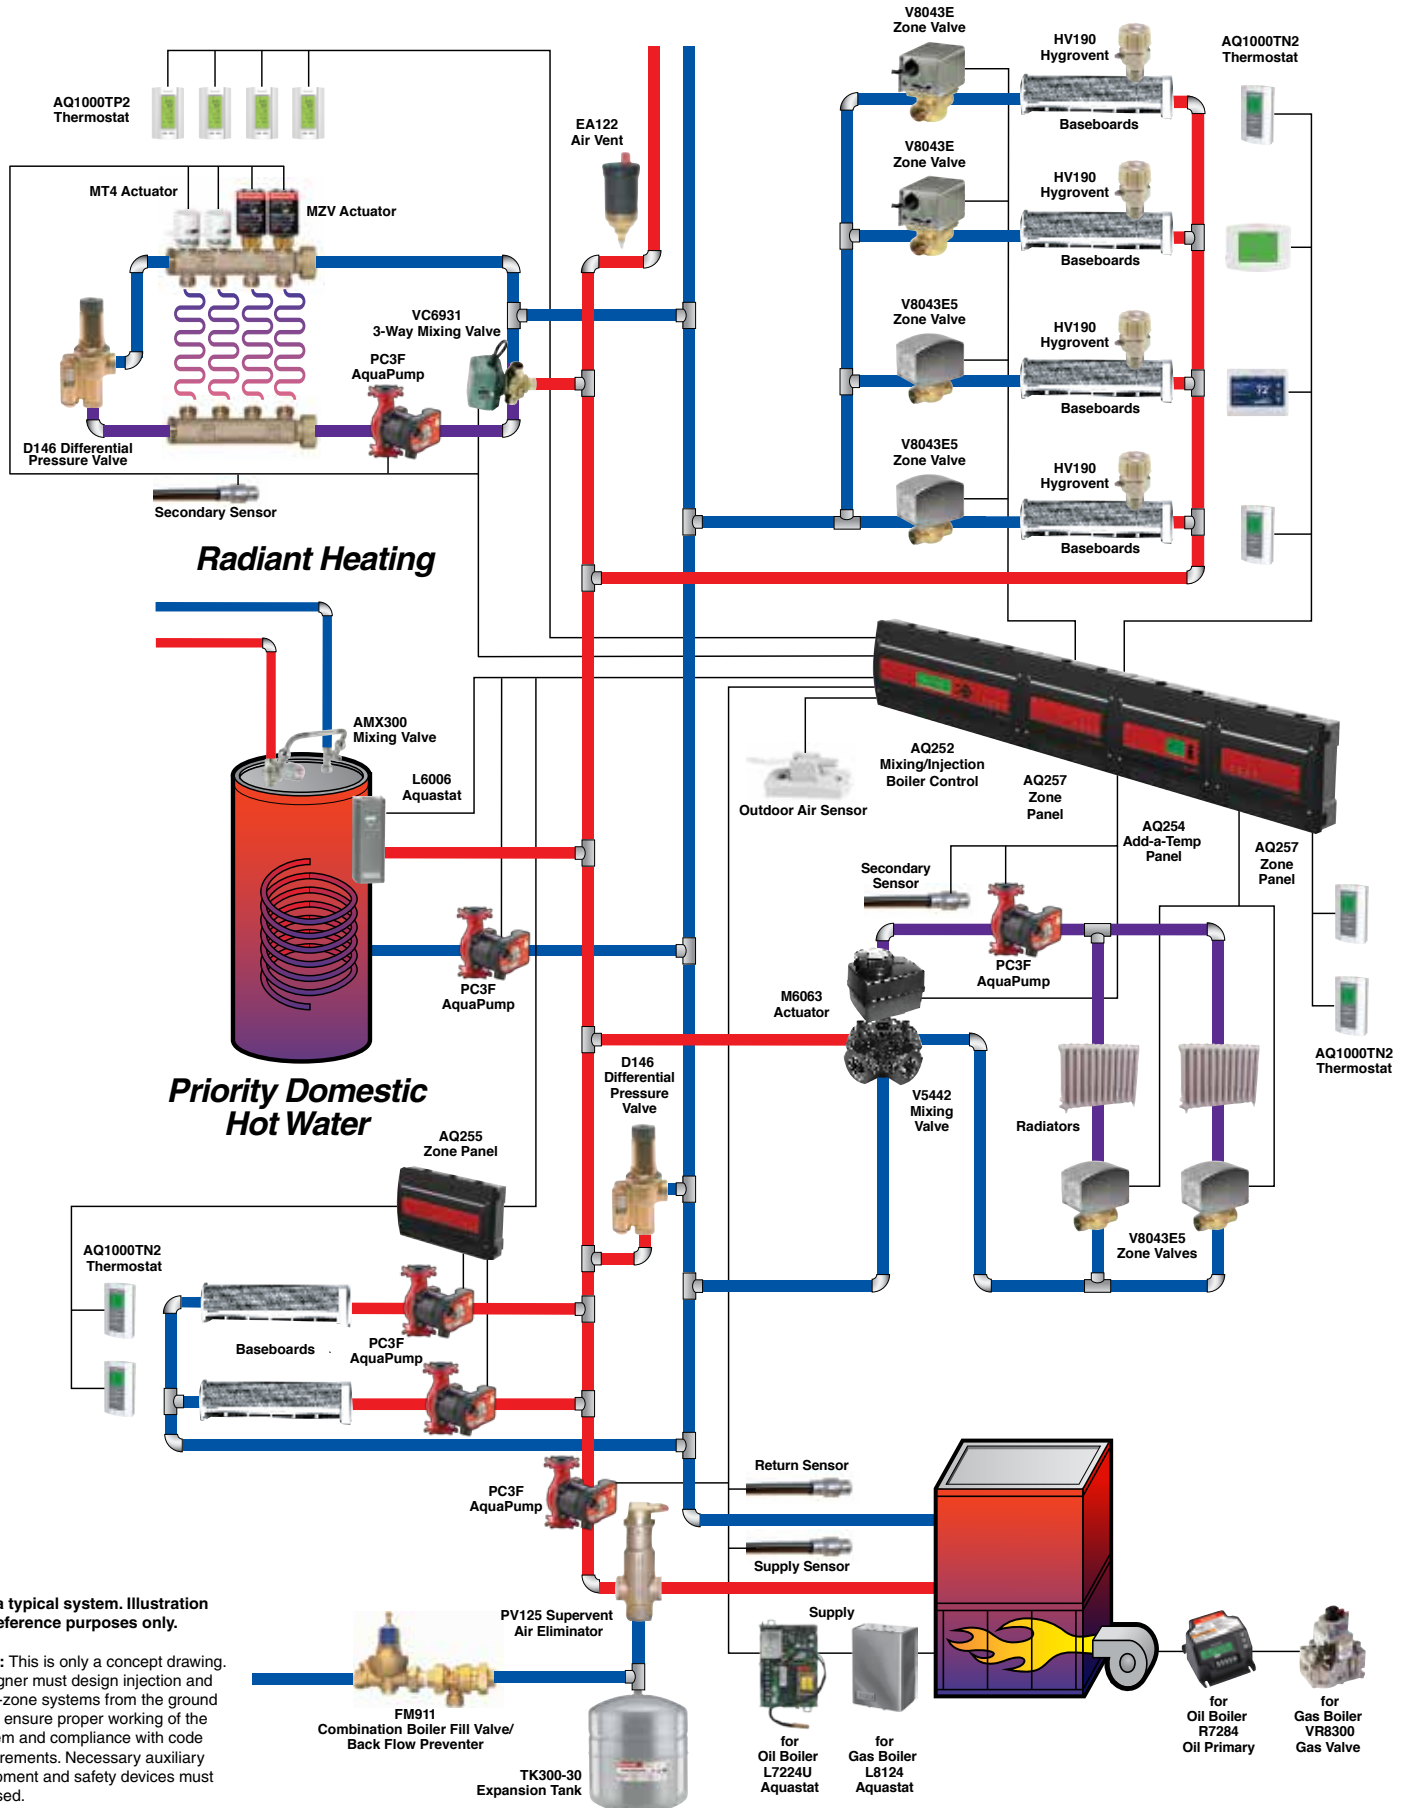 V8043E
Zone Valve
HV190
Hygrovent
AQ1000TN2
Thermostat
AQ1000TP2
Thermostat
EA122
Air Vent
Baseboards
V8043E
Zone Valve
HV190
Hygrovent
MT4 Actuator
MZV Actuator
Baseboards
V8043E5
Zone Valve
HV190
Hygrovent
VC6931
3-Way Mixing Valve
PC3F
AquaPump
72
Baseboards
D146 Differential
Pressure Valve
V8043E5
Zone Valve
HV190
Hygrovent
Secondary Sensor
Baseboards
Radiant Heating
AMX300
Mixing Valve
L6006
Aquastat
AQ252
Mixing/Injection
Boiler Control
Outdoor Air Sensor
AQ257
Zone
Panel
AQ254
Add-a-Temp
Panel
AQ257
Zone
Panel
Secondary
Sensor
PC3F
AquaPump
PC3F
AquaPump
M6063
Actuator
AQ1000TN2
Thermostat
D146
Differential
Pressure
Valve
V5442
Mixing
Valve
Radiators
Priority Domestic
Hot Water
AQ255
Zone Panel
V8043E5
Zone Valves
AQ1000TN2
Thermostat
Baseboards
PC3F
AquaPump
Return Sensor
PC3F
AquaPump
Supply Sensor
a typical system. Illustration
eference purposes only.
PV125 Supervent
Air Eliminator
Supply
: This is only a concept drawing.
igner must design injection and
-zone systems from the ground
ensure proper working of the
em and compliance with code
irements. Necessary auxiliary
pment and safety devices must
sed.
FM911
Combination Boiler Fill Valve/
Back Flow Preventer
TK300-30
Expansion Tank
for
Oil Boiler
L7224U
Aquastat
for
Gas Boiler
L8124
Aquastat
for
Oil Boiler
R7284
Oil Primary
for
Gas Boiler
VR8300
Gas Valve